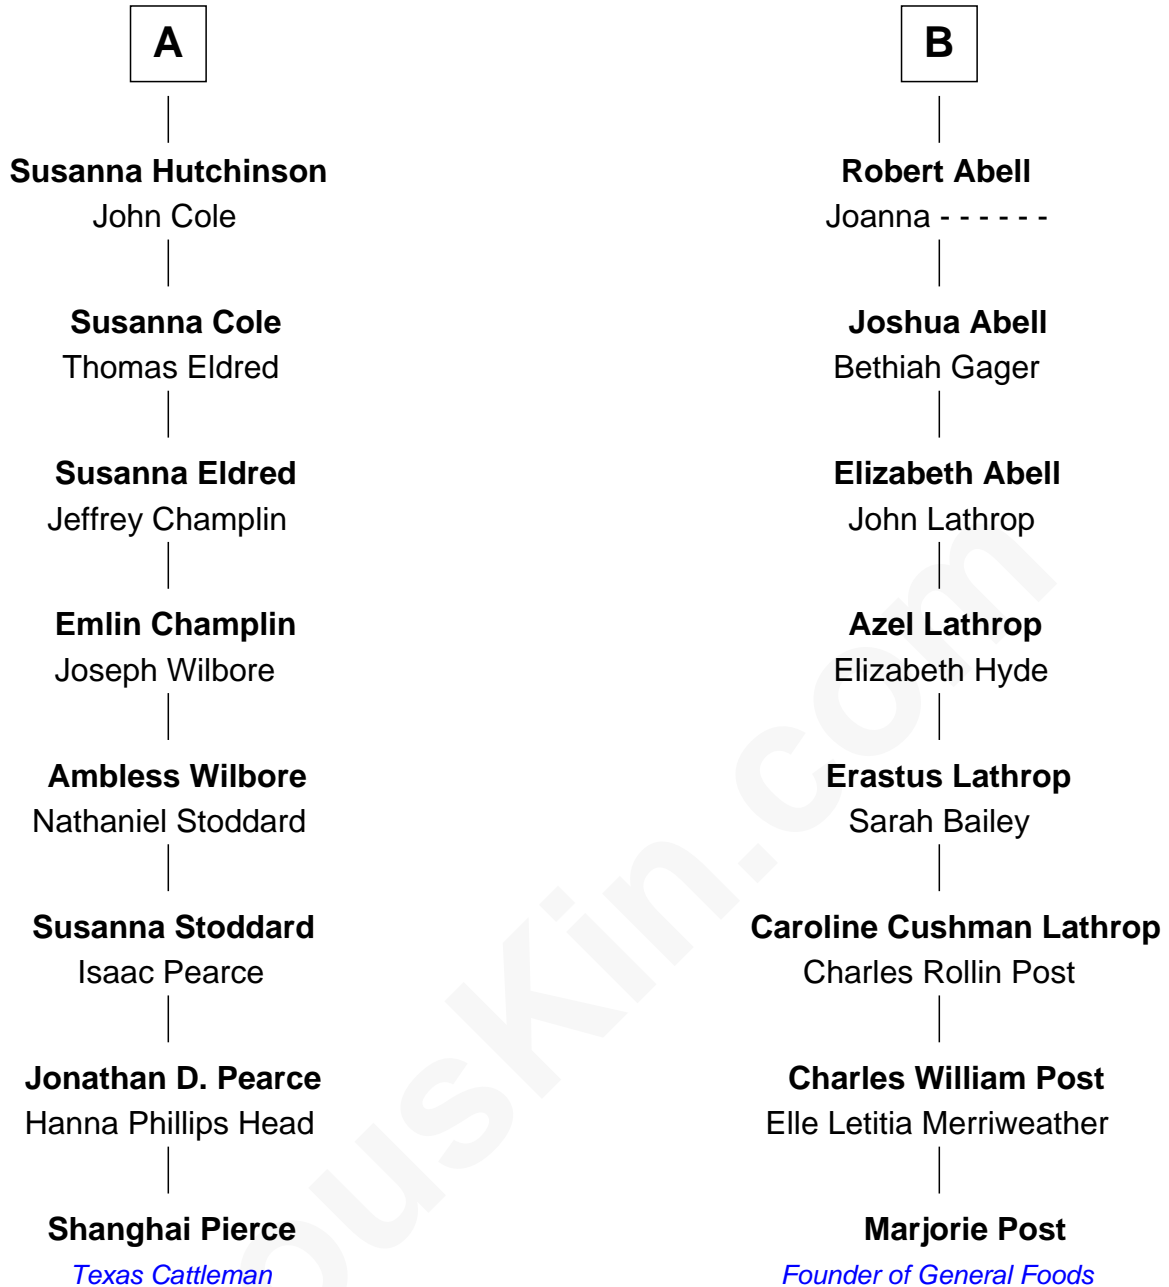 A
Susanna Hutchinson
John Cole
Susanna Cole
Thomas Eldred
Susanna Eldred
Jeffrey Champlin
Emlin Champlin
Joseph Wilbore
Ambless Wilbore
Nathaniel Stoddard
Susanna Stoddard
Isaac Pearce
Jonathan D. Pearce
Hanna Phillips Head
Shanghai Pierce
Texas Cattleman
B
Robert Abell
Joanna - - - - - -
Joshua Abell
Bethiah Gager
Elizabeth Abell
John Lathrop
Azel Lathrop
Elizabeth Hyde
Erastus Lathrop
Sarah Bailey
Caroline Cushman Lathrop
Charles Rollin Post
Charles William Post
Elle Letitia Merriweather
Marjorie Post
Founder of General Foods
ousKin.com